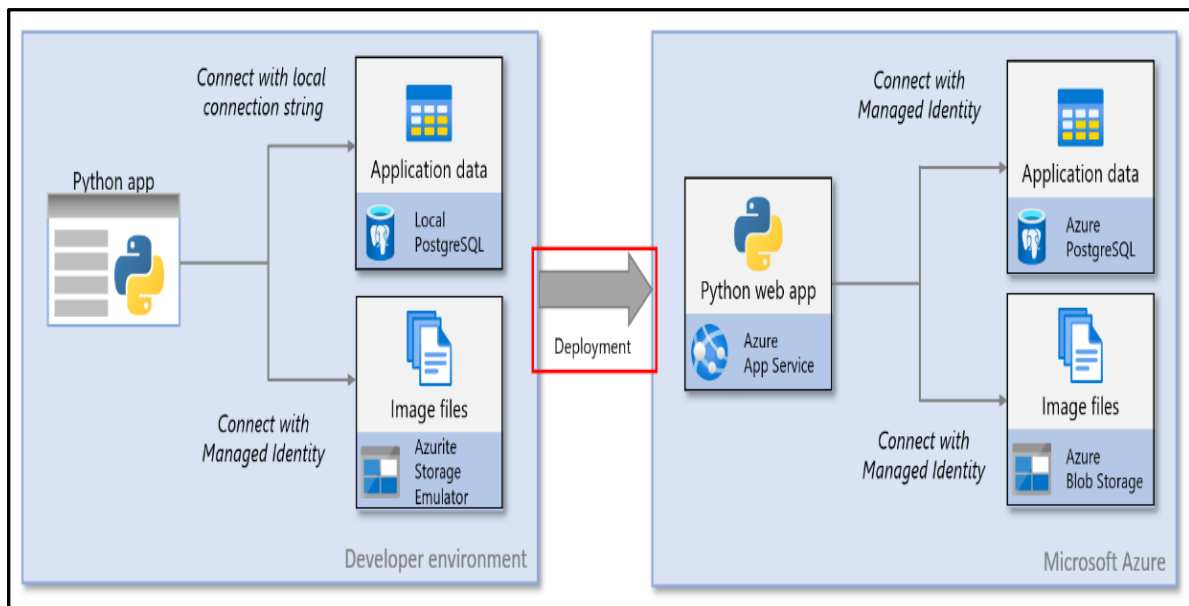 Connect with local
connection string
Python app
Application data
Local
PostgreSQL
Image files
Azurite
Storage
Emulator
Connect with
Managed Identity
Developer environment
Deployment
Python web app
Azure
App Service
Connect with
Managed Identity
Application data
Azure
PostgreSQL
Image files
Azure
Blob Storage
Connect with
Managed Identity
Microsoft Azure